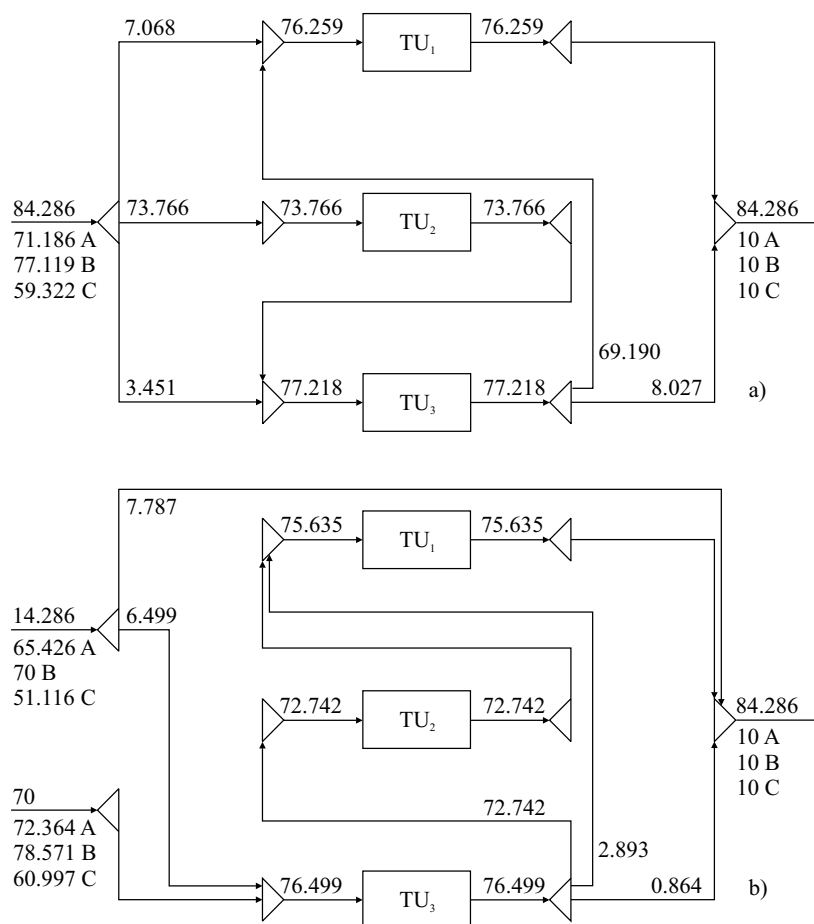 7.068
76.259
TU₁
76.259
84.286
71.186 A
77.119 B
59.322 C
73.766
73.766
TU₂
73.766
84.286
10 A
10 B
10 C
69.190
3.451
77.218
TU₃
77.218
8.027
a)
7.787
75.635
TU₁
75.635
14.286
65.426 A
70 B
51.116 C
6.499
72.742
TU₂
72.742
84.286
10 A
10 B
10 C
70
72.364 A
78.571 B
60.997 C
72.742
2.893
76.499
TU₃
76.499
0.864
b)